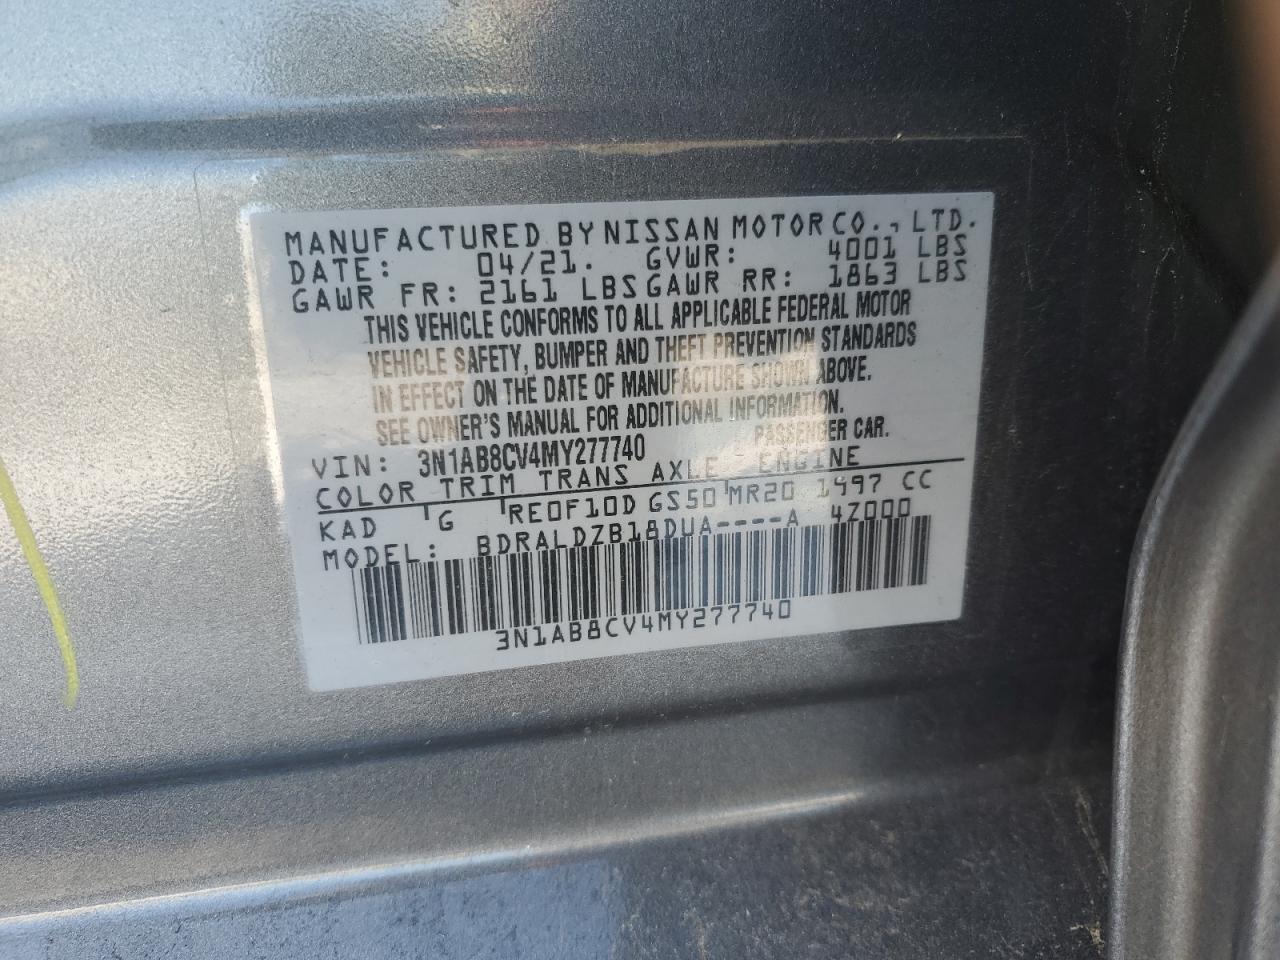 MANUFACTURED BY NISSAN MOTOR CO., LTD.
DATE: 04/21. GVWR: 4001 LBS
GAWR FR: 2161 LBS GAWR RR: 1863 LBS
THIS VEHICLE CONFORMS TO ALL APPLICABLE FEDERAL MOTOR
VEHICLE SAFETY, BUMPER AND THEFT PREVENTION STANDARDS
IN EFFECT ON THE DATE OF MANUFACTURE SHOWN ABOVE.
SEE OWNER'S MANUAL FOR ADDITIONAL INFORMATION.
VIN: 3N1AB8CV4MY277740 PASSENGER CAR.
COLOR TRIM TRANS AXLE ENGINE
KAD G RE0F10D GS50 MR20 1997 CC
MODEL: BDRALDZB18DUA----A 4Z000
3N1AB8CV4MY277740